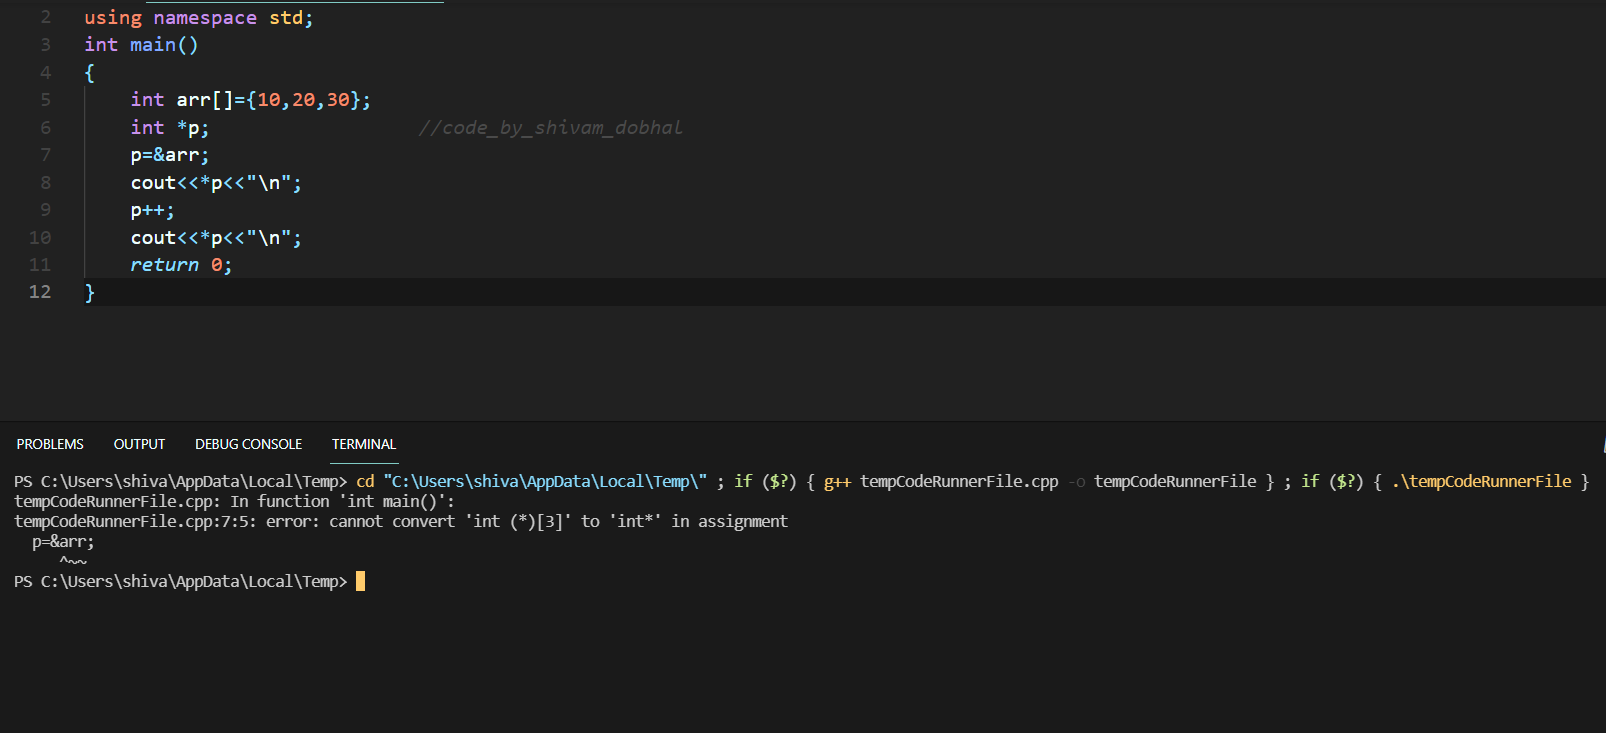 2 using namespace std;
3 int main()
4 {
5 int arr[]={10,20,30};
6 int *p; //code_by_shivam_dobhal
7 p=&arr;
8 cout<<*p<<"\n";
9 p++;
10 cout<<*p<<"\n";
11 return 0;
12 }
PROBLEMS OUTPUT DEBUG CONSOLE TERMINAL
PS C:\Users\shiva\AppData\Local\Temp> cd "C:\Users\shiva\AppData\Local\Temp\" ; if ($?) { g++ tempCodeRunnerFile.cpp -o tempCodeRunnerFile } ; if ($?) { .\tempCodeRunnerFile }
tempCodeRunnerFile.cpp: In function 'int main()':
tempCodeRunnerFile.cpp:7:5: error: cannot convert 'int (*)[3]' to 'int*' in assignment
p=&arr;
^~~
PS C:\Users\shiva\AppData\Local\Temp>